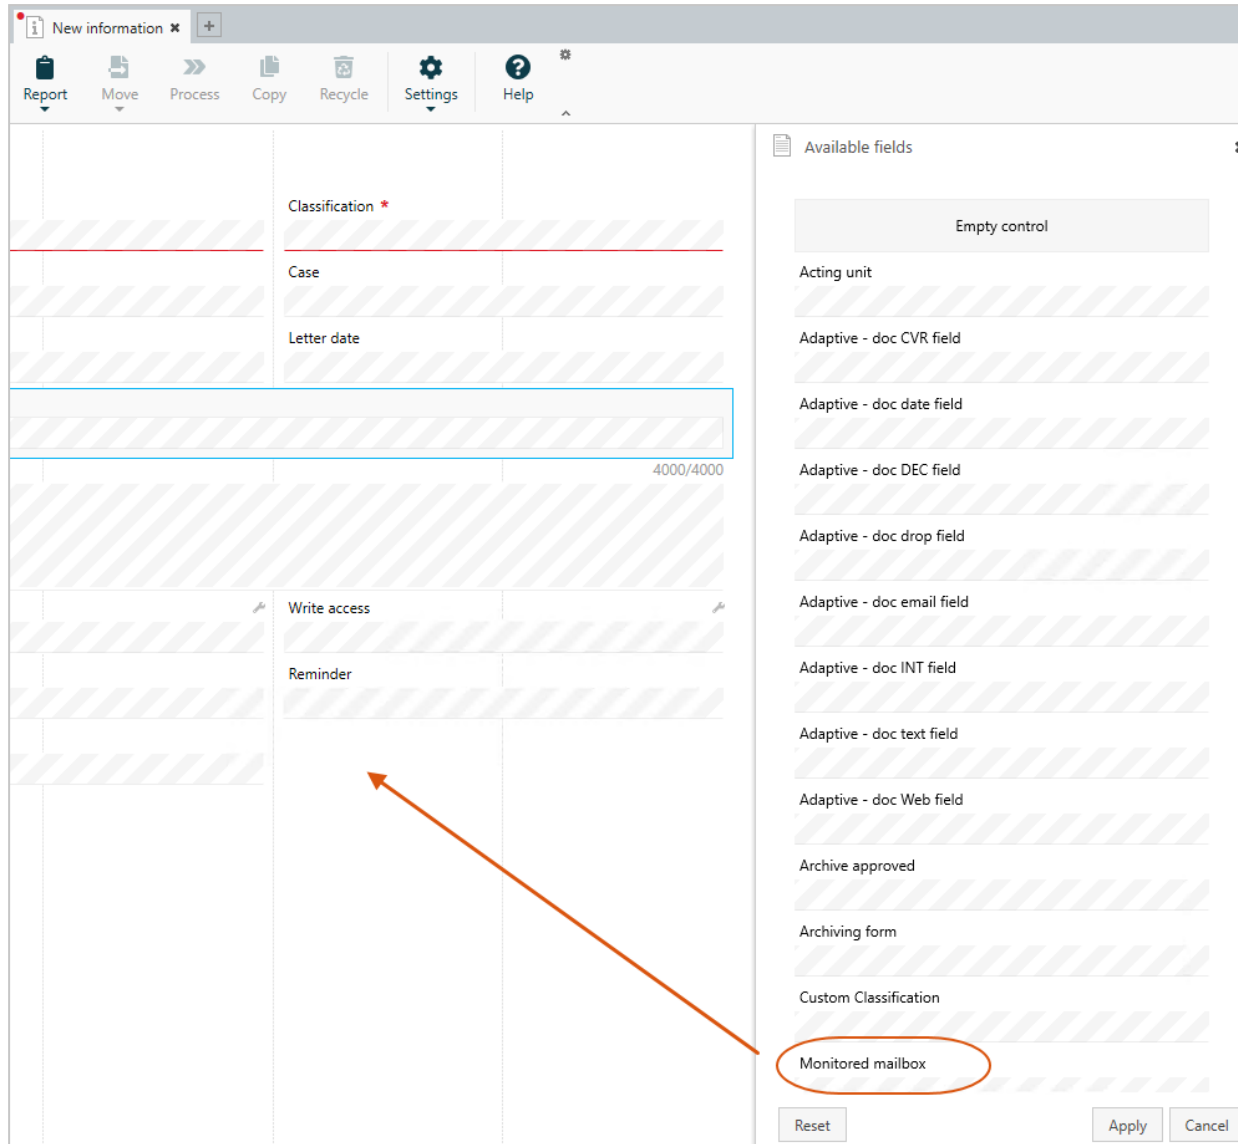 New information
Report
Move
Process
Copy
Recycle
Settings
Help
Classification *
Case
Letter date
4000/4000
Write access
Reminder
Available fields
Empty control
Acting unit
Adaptive - doc CVR field
Adaptive - doc date field
Adaptive - doc DEC field
Adaptive - doc drop field
Adaptive - doc email field
Adaptive - doc INT field
Adaptive - doc text field
Adaptive - doc Web field
Archive approved
Archiving form
Custom Classification
Monitored mailbox
Reset
Apply
Cancel